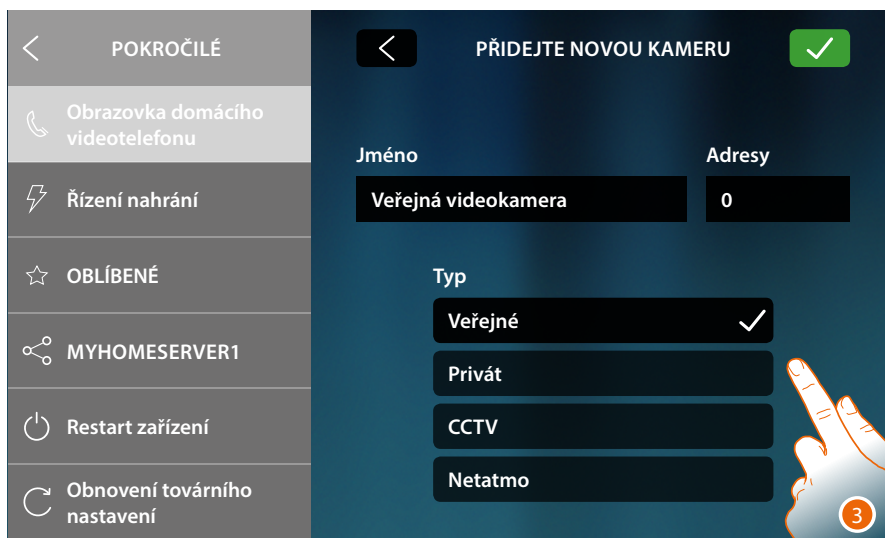 POKROČILÉ
Obrazovka domácího
videotelefonu
Řízení nahrání
OBLÍBENÉ
MYHOMESERVER1
Restart zařízení
Obnovení továrního
nastavení
PŘIDEJTE NOVOU KAMERU
Jméno
Adresy
Veřejná videokamera
0
Typ
Veřejné
Privát
CCTV
Netatmo
3